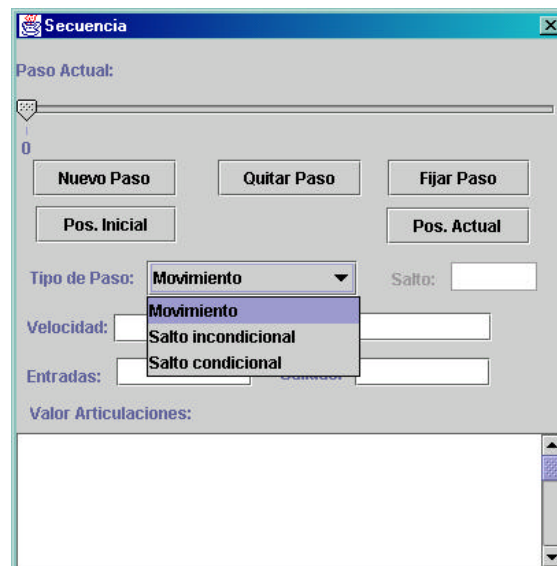 Secuencia
Paso Actual:
0
Nuevo Paso Quitar Paso Fijar Paso
Pos. Inicial Pos. Actual
Tipo de Paso: Movimiento Salto:
Movimiento
Velocidad: Salto incondicional
Salto condicional
Entradas:
Valor Articulaciones: